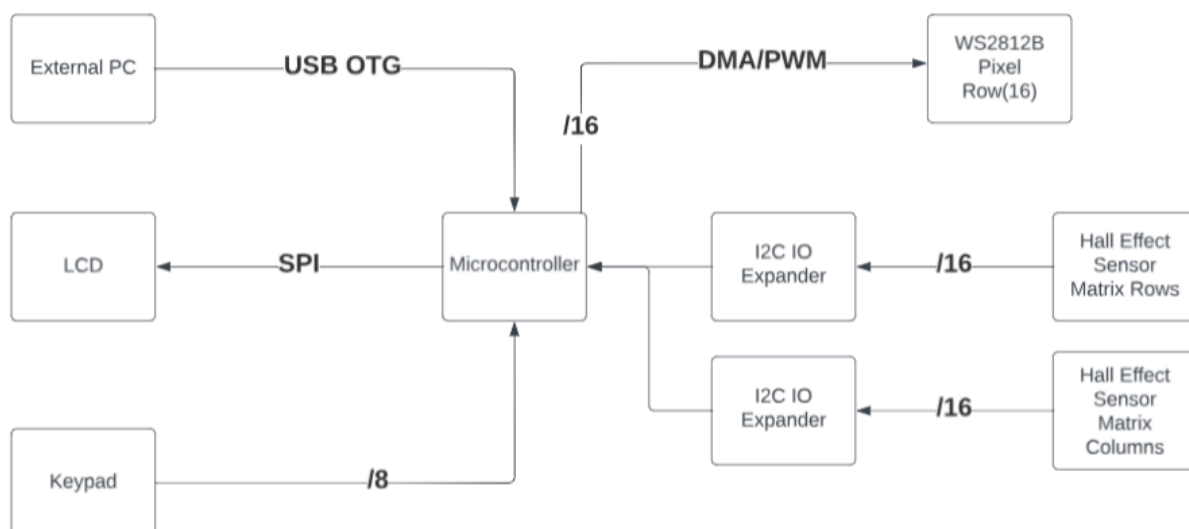 External PC
USB OTG
DMA/PWM
WS2812B
Pixel
Row(16)
/16
LCD
SPI
Microcontroller
I2C IO
Expander
/16
Hall Effect
Sensor
Matrix Rows
I2C IO
Expander
/16
Hall Effect
Sensor
Matrix
Columns
Keypad
/8